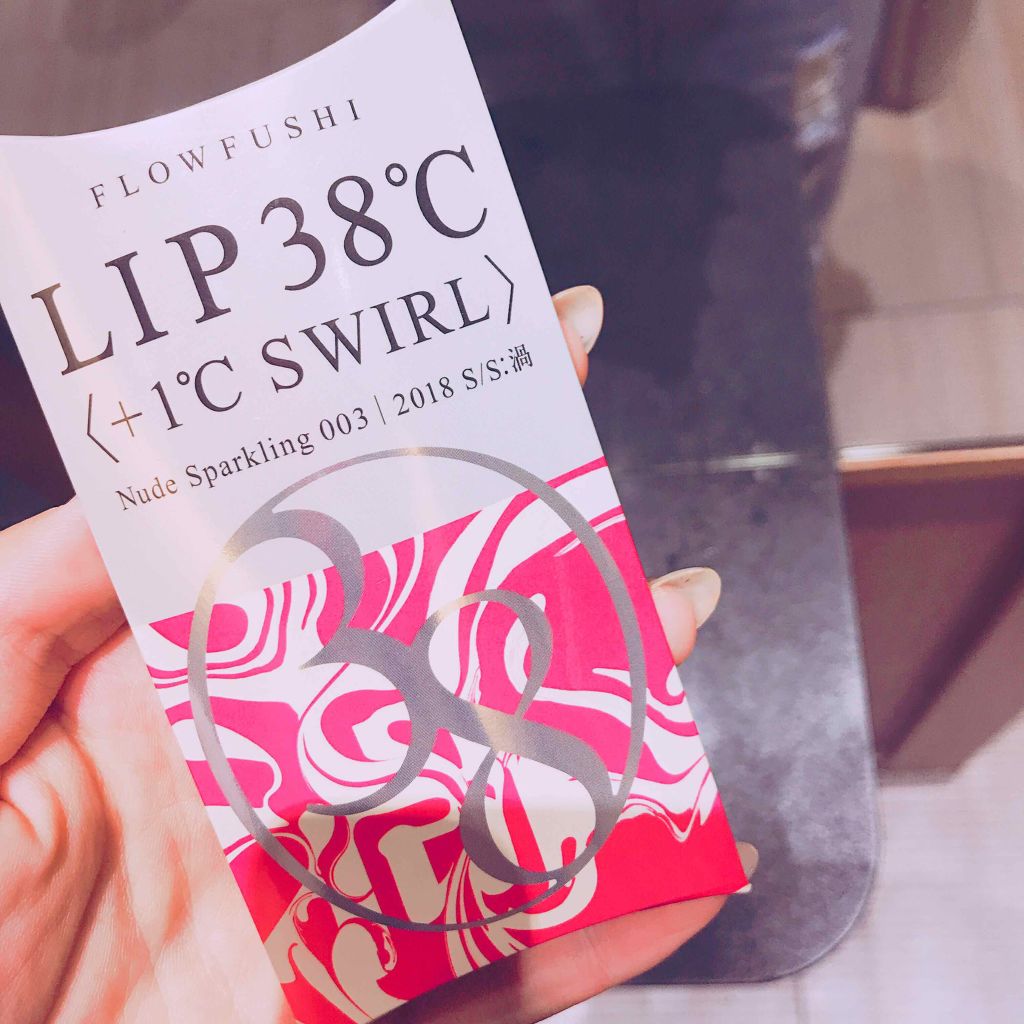 FLOWFUSHI
LIP 38℃
〈+1℃ SWIRL〉
Nude Sparkling 003 | 2018 S/S:渦
38